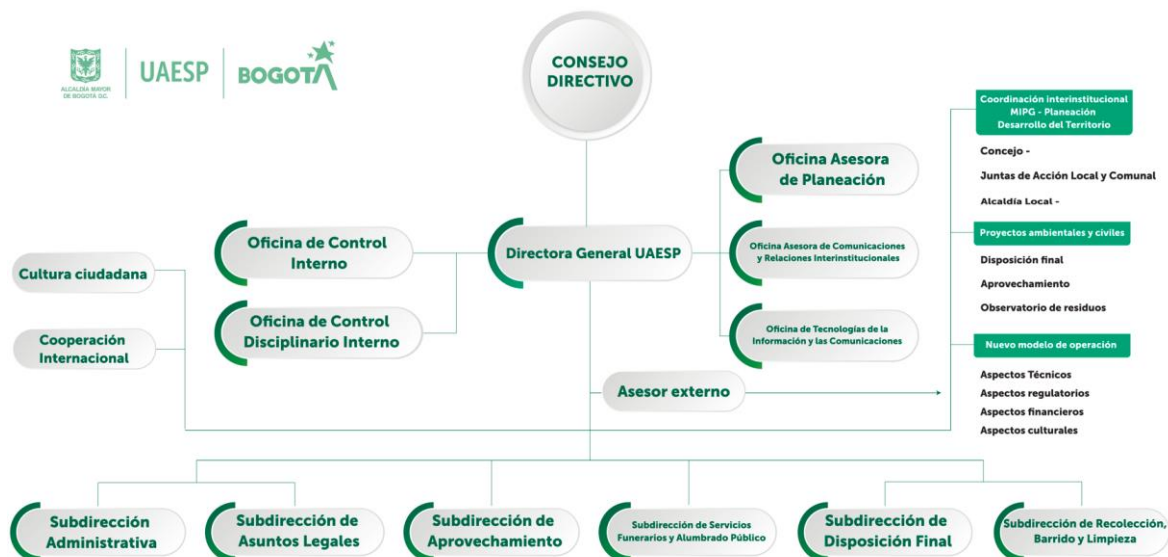 ALCALDÍA MAYOR
DE BOGOTÁ D.C.
UAESP
BOGOTÁ
CONSEJO
DIRECTIVO
Oficina Asesora
de Planeación
Oficina de Control
Interno
Directora General UAESP
Oficina Asesora de Comunicaciones
y Relaciones Interinstitucionales
Oficina de Control
Disciplinario Interno
Oficina de Tecnologías de la
Información y las Comunicaciones
Cultura ciudadana
Cooperación
Internacional
Asesor externo
Coordinación interinstitucional
MIPG - Planeación
Desarrollo del Territorio
Concejo -
Juntas de Acción Local y Comunal
Alcaldía Local -
Proyectos ambientales y civiles
Disposición final
Aprovechamiento
Observatorio de residuos
Nuevo modelo de operación
Aspectos Técnicos
Aspectos regulatorios
Aspectos financieros
Aspectos culturales
Subdirección
Administrativa
Subdirección de
Asuntos Legales
Subdirección de
Aprovechamiento
Subdirección de Servicios
Funerarios y Alumbrado Público
Subdirección de
Disposición Final
Subdirección de Recolección,
Barrido y Limpieza